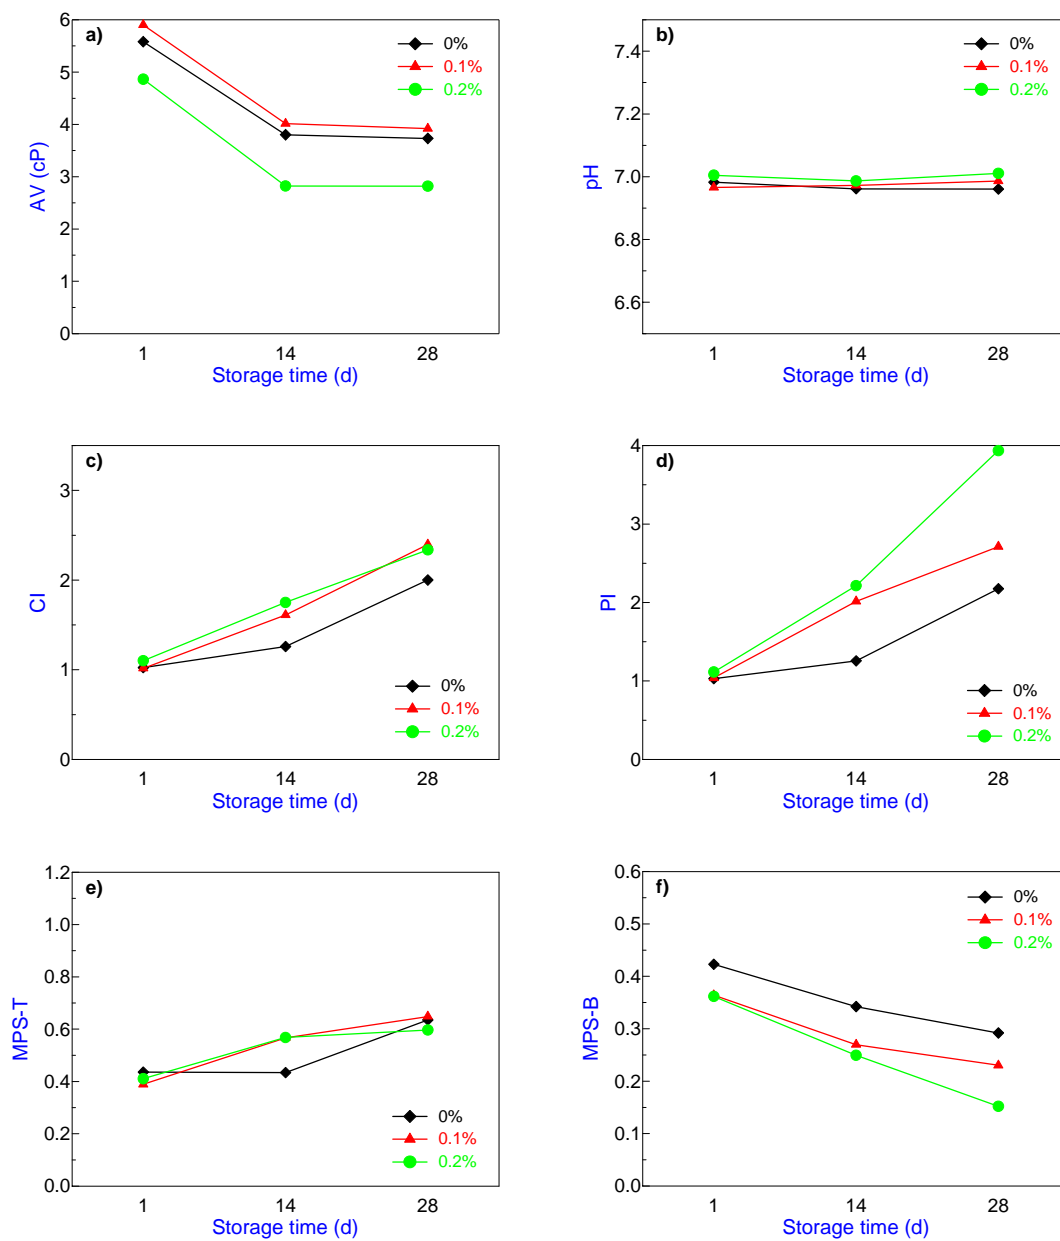 a)
0%
0.1%
0.2%
6
5
4
3
2
1
0
AV (cP)
1 14 28
Storage time (d)
b)
0%
0.1%
0.2%
7.4
7.2
7.0
6.8
6.6
pH
1 14 28
Storage time (d)
c)
3
2
1
0
CI
0%
0.1%
0.2%
1 14 28
Storage time (d)
d)
4
3
2
1
0
PI
0%
0.1%
0.2%
1 14 28
Storage time (d)
e)
1.2
1.0
0.8
0.6
0.4
0.2
0.0
MPS-T
0%
0.1%
0.2%
1 14 28
Storage time (d)
f)
0%
0.1%
0.2%
0.6
0.5
0.4
0.3
0.2
0.1
0.0
MPS-B
1 14 28
Storage time (d)